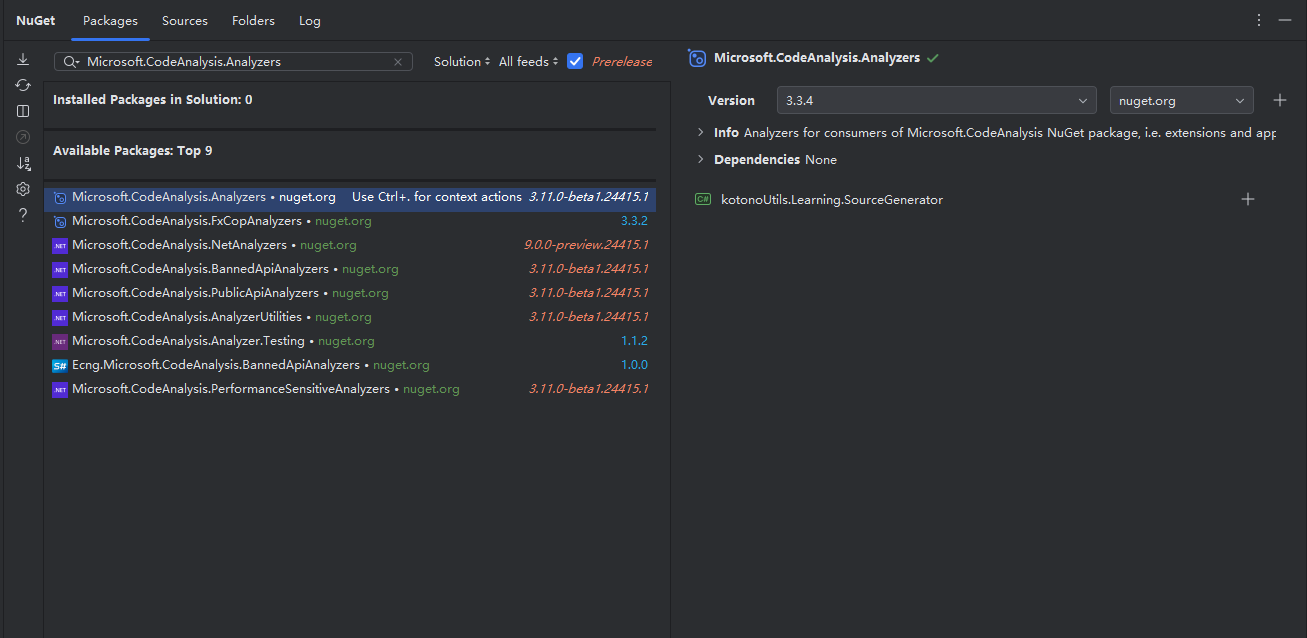 NuGet Packages Sources Folders Log
Microsoft.CodeAnalysis.Analyzers Solution All feeds Prerelease
Installed Packages in Solution: 0
Available Packages: Top 9
Microsoft.CodeAnalysis.Analyzers • nuget.org Use Ctrl+. for context actions 3.11.0-beta1.24415.1
Microsoft.CodeAnalysis.FxCopAnalyzers • nuget.org 3.3.2
.NET Microsoft.CodeAnalysis.NetAnalyzers • nuget.org 9.0.0-preview.24415.1
.NET Microsoft.CodeAnalysis.BannedApiAnalyzers • nuget.org 3.11.0-beta1.24415.1
.NET Microsoft.CodeAnalysis.PublicApiAnalyzers • nuget.org 3.11.0-beta1.24415.1
.NET Microsoft.CodeAnalysis.AnalyzerUtilities • nuget.org 3.11.0-beta1.24415.1
.NET Microsoft.CodeAnalysis.Analyzer.Testing • nuget.org 1.1.2
S# Ecng.Microsoft.CodeAnalysis.BannedApiAnalyzers • nuget.org 1.0.0
.NET Microsoft.CodeAnalysis.PerformanceSensitiveAnalyzers • nuget.org 3.11.0-beta1.24415.1
Microsoft.CodeAnalysis.Analyzers
Version 3.3.4 nuget.org
Info Analyzers for consumers of Microsoft.CodeAnalysis NuGet package, i.e. extensions and app
Dependencies None
C# kotonoUtils.Learning.SourceGenerator